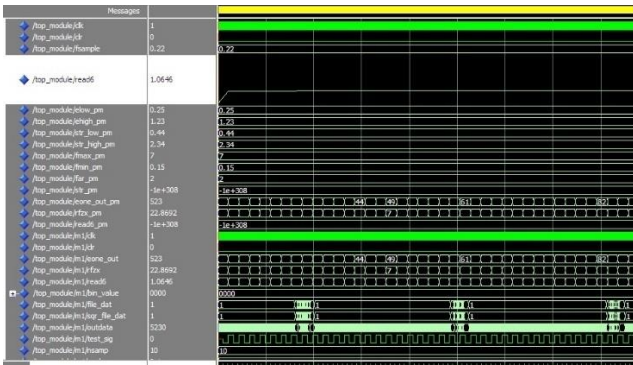 Messages
/top_module/clk 1
/top_module/clr 0
/top_module/fsample 0.22 0.22
/top_module/read6 1.0646
/top_module/elow_pm 0.25 0.25
/top_module/ehigh_pm 1.23 1.23
/top_module/str_low_pm 0.44 0.44
/top_module/str_high_pm 2.34 2.34
/top_module/fmax_pm 7 7
/top_module/fmin_pm 0.15 0.15
/top_module/far_pm 2 2
/top_module/str_pm -1e+308 -1e+308
/top_module/eone_out_pm 523 44 49 61 82
/top_module/rfzx_pm 22.8692 7
/top_module/read6_pm -1e+308 -1e+308
/top_module/m1/clk 1
/top_module/m1/clr 0
/top_module/m1/eone_out 523 44 49 61 82
/top_module/m1/rfzx 22.8692 7
/top_module/m1/read6 1.0646
/top_module/m1/bin_value 0000 0000
/top_module/m1/file_dat 1 1 1 1 1
/top_module/m1/sqr_file_dat 1 1 1 1 1
/top_module/m1/outdata 5230
/top_module/m1/test_sig 0
/top_module/m1/nsamp 10 10